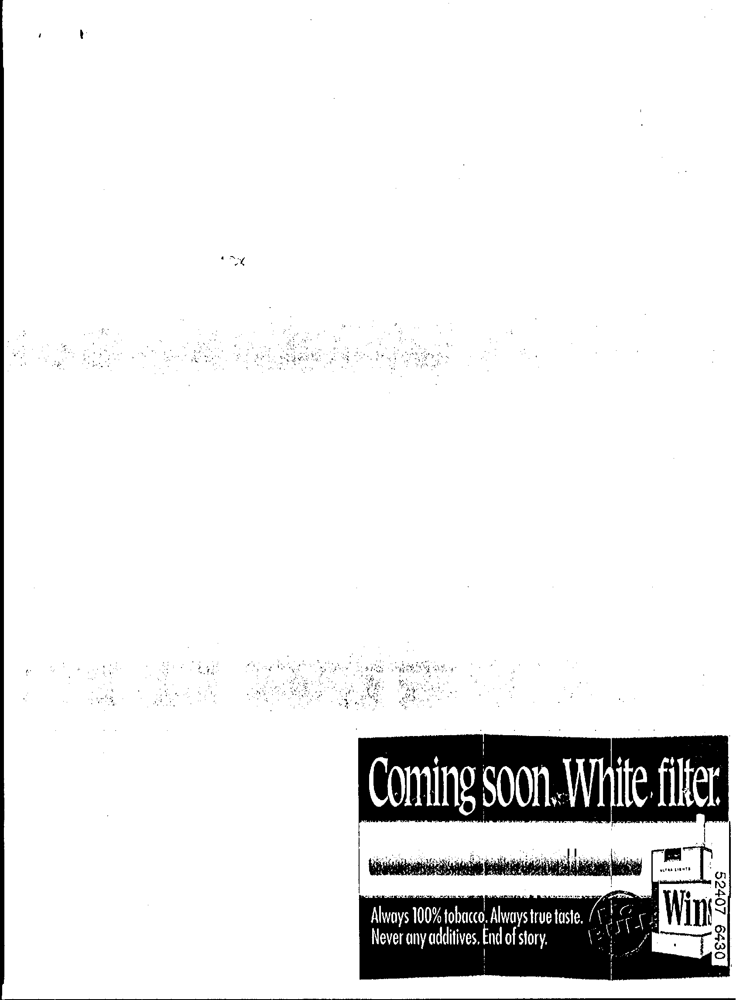 Coming soon. White filter.
ULTRA LIGHTS
Wins
Always 100% tobacco. Always true taste.
Never any additives. End of story.
NO
BULL
52407 6430